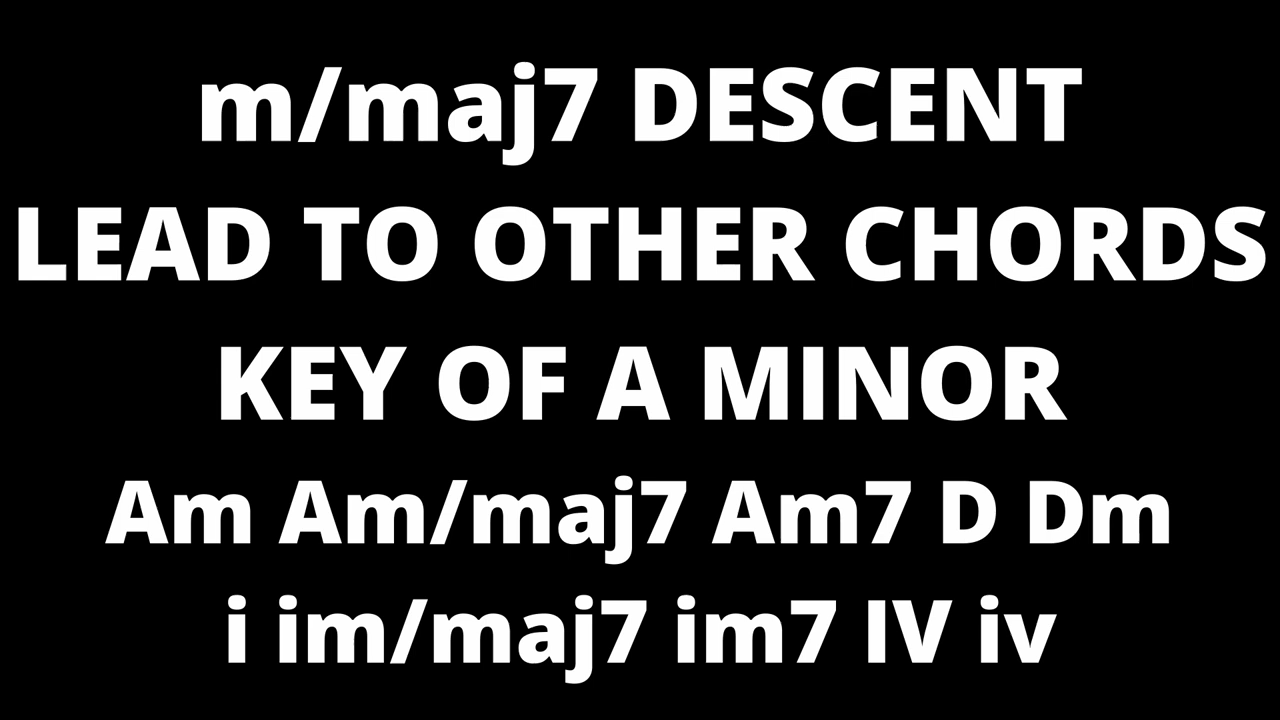 m/maj7 DESCENT
LEAD TO OTHER CHORDS
KEY OF A MINOR
Am Am/maj7 Am7 D Dm
i im/maj7 im7 IV iv